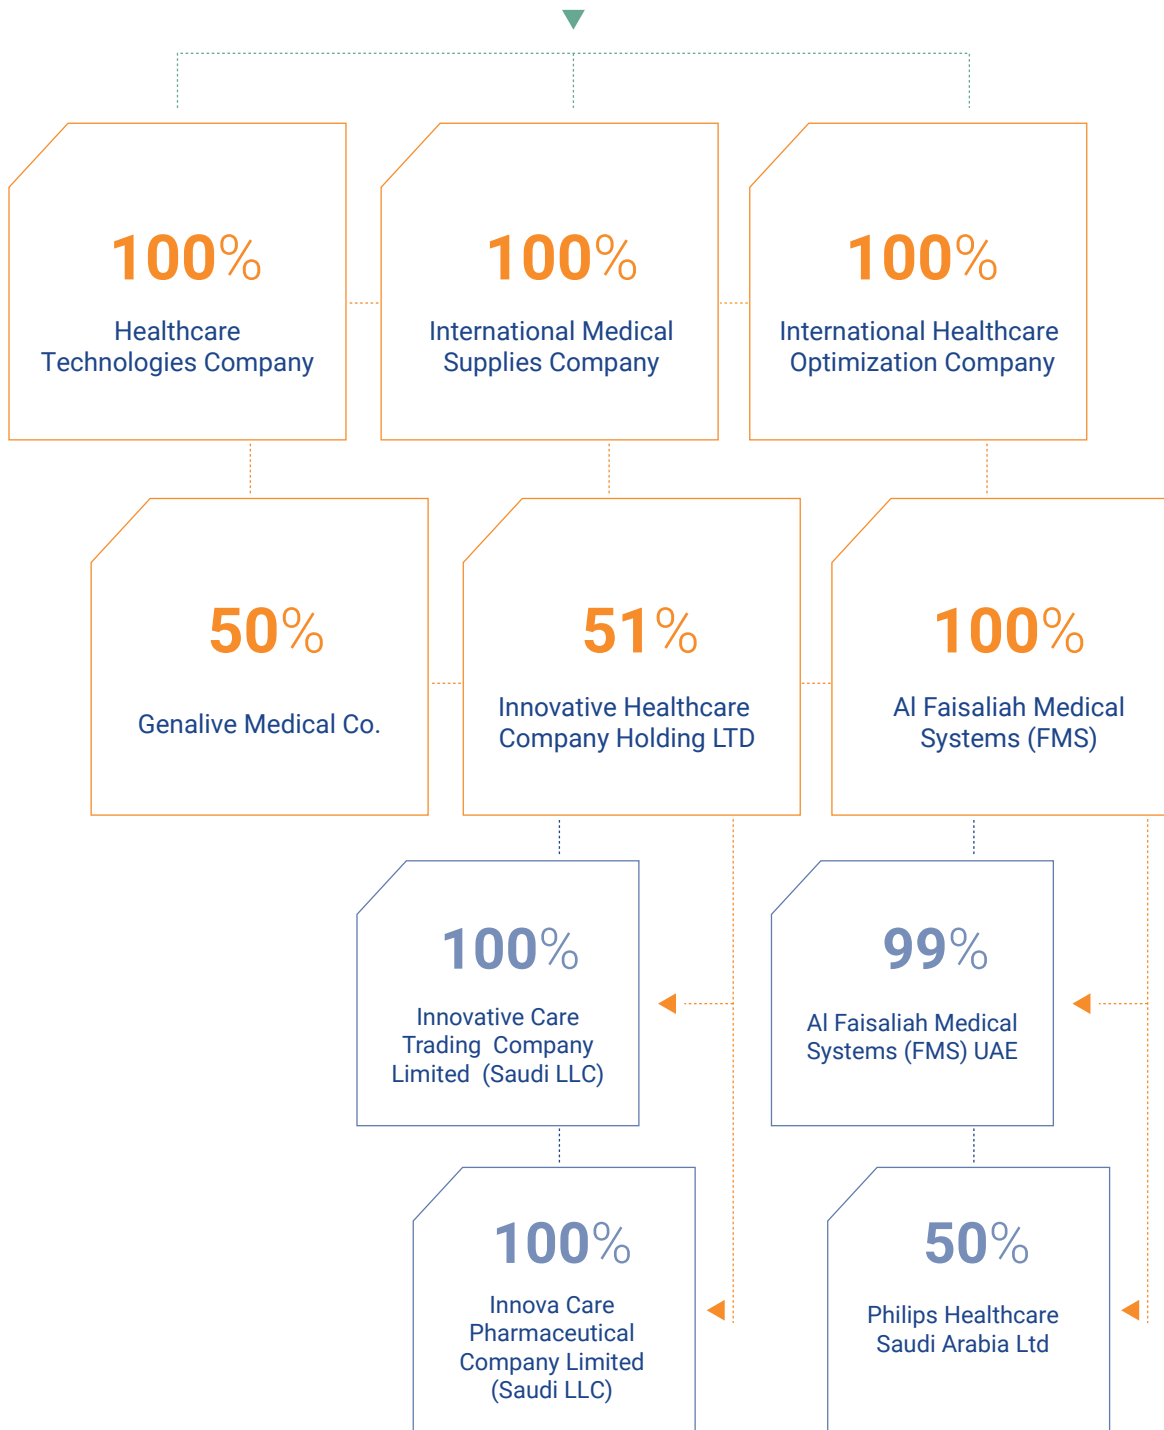 100%
Healthcare
Technologies Company
100%
International Medical
Supplies Company
100%
International Healthcare
Optimization Company
50%
Genalive Medical Co.
51%
Innovative Healthcare
Company Holding LTD
100%
Al Faisaliah Medical
Systems (FMS)
100%
Innovative Care
Trading Company
Limited (Saudi LLC)
99%
Al Faisaliah Medical
Systems (FMS) UAE
100%
Innova Care
Pharmaceutical
Company Limited
(Saudi LLC)
50%
Philips Healthcare
Saudi Arabia Ltd